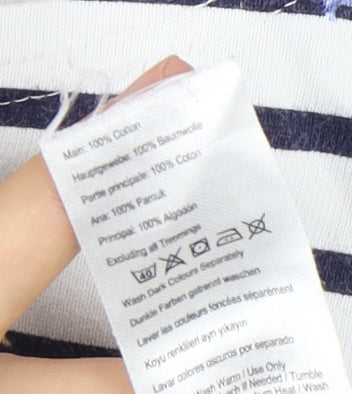 Main: 100% Cotton
Hauptgewebe: 100% Baumwolle
Partie principale: 100% Coton
Ana: 100% Pamuk
Principal: 100% Algodón
Excluding all Trimmings
40
Wash Dark Colours Separately
Dunkle Farben getrennt waschen
Laver les couleurs foncées séparément
Koyu renklileri ayrı yıkayın
Lavar colores oscuros por separado
Wash Warm / Use Only
if Needed / Tumble
Heat / Wash